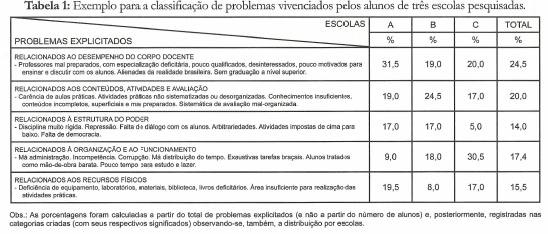 Tabela 1: Exemplo para a classificação de problemas vivenciados pelos alunos de três escolas pesquisadas.
ESCOLAS A B C TOTAL
PROBLEMAS EXPLICITADOS % % % %
RELACIONADOS AO DESEMPENHO DO CORPO DOCENTE
- Professores mal preparados, com especialização deficitária, pouco qualificados, desinteressados, pouco motivados para
ensinar e discutir com os alunos. Alienadas da realidade brasileira. Sem graduação a nível superior.
31,5 19,0 20,0 24,5
RELACIONADOS AOS CONTEÚDOS, ATIVIDADES E AVALIAÇÃO
- Carência de aulas práticas. Atividades práticas não sistematizadas ou desorganizadas. Conhecimentos insuficientes,
conteúdos incompletos, superficiais e mas preparados. Sistemática de avaliação mal-organizada.
19,0 24,5 17,0 20,0
RELACIONADOS À ESTRUTURA DO PODER
- Disciplina muito rígida. Repressão. Falta de diálogo com os alunos. Arbitrariedades. Atividades impostas de cima para
baixo. Falta de democracia.
17,0 17,0 5,0 14,0
RELACIONADOS À ORGANIZAÇÃO E AO FUNCIONAMENTO
- Má administração. Incompetência. Corrupção. Má distribuição do tempo. Exaustivas tarefas braçais. Alunos tratados
como mão-de-obra barata. Pouco tempo para estudo e lazer.
9,0 18,0 30,5 17,4
RELACIONADOS AOS RECURSOS FÍSICOS
- Deficiência de equipamento, laboratórios, materiais, biblioteca, livros deficitários. Área insuficiente para realização das
atividades práticas.
19,5 8,0 17,0 15,5
Obs.: As porcentagens foram calculadas a partir do total de problemas explicitados (e não a partir do número de alunos) e, posteriormente, registradas nas
categorias criadas (com seus respectivos significados) observando-se, também, a distribuição por escolas.